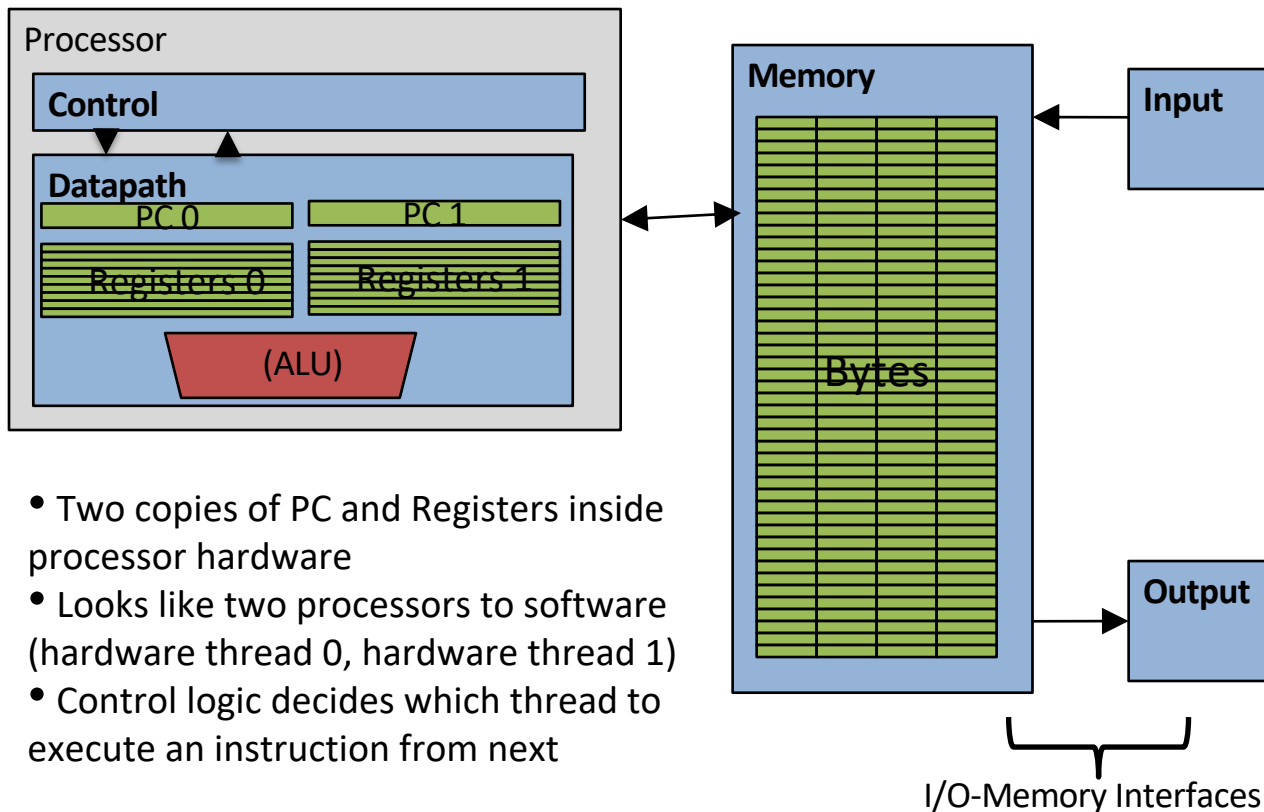 Processor
Control
Datapath
PC 0
PC 1
Registers 0
Registers 1
(ALU)
Memory
Bytes
Input
Output
I/O-Memory Interfaces
• Two copies of PC and Registers inside
processor hardware
• Looks like two processors to software
(hardware thread 0, hardware thread 1)
• Control logic decides which thread to
execute an instruction from next